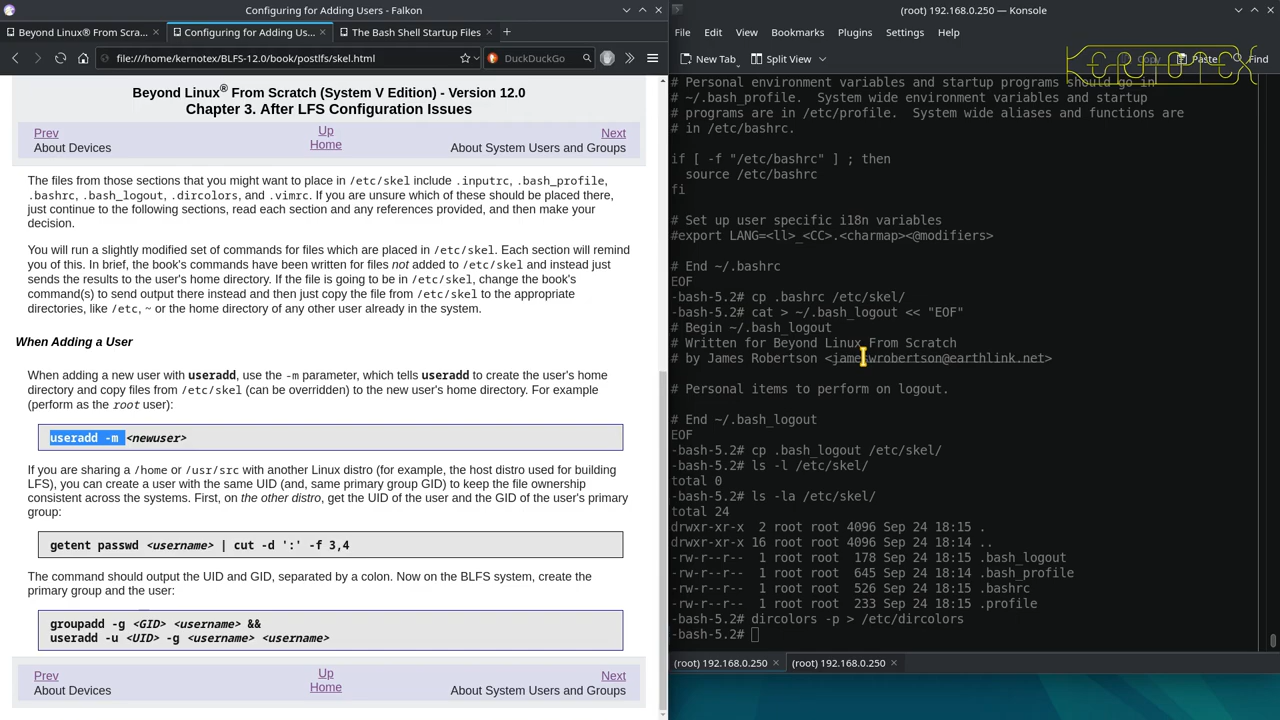 Configuring for Adding Users - Falkon
Beyond Linux® From Scra...
Configuring for Adding Us...
The Bash Shell Startup Files
file:///home/kernotex/BLFS-12.0/book/postlfs/skel.html
DuckDuckGo
Beyond Linux® From Scratch (System V Edition) - Version 12.0
Chapter 3. After LFS Configuration Issues
Prev
Up
Next
About Devices
Home
About System Users and Groups
The files from those sections that you might want to place in /etc/skel include .inputrc, .bash_profile,
.bashrc, .bash_logout, .dircolors, and .vimrc. If you are unsure which of these should be placed there,
just continue to the following sections, read each section and any references provided, and then make your
decision.
You will run a slightly modified set of commands for files which are placed in /etc/skel. Each section will remind
you of this. In brief, the book's commands have been written for files not added to /etc/skel and instead just
sends the results to the user's home directory. If the file is going to be in /etc/skel, change the book's
command(s) to send output there instead and then just copy the file from /etc/skel to the appropriate
directories, like /etc, ~ or the home directory of any other user already in the system.
When Adding a User
When adding a new user with useradd, use the -m parameter, which tells useradd to create the user's home
directory and copy files from /etc/skel (can be overridden) to the new user's home directory. For example
(perform as the root user):
useradd -m <newuser>
If you are sharing a /home or /usr/src with another Linux distro (for example, the host distro used for building
LFS), you can create a user with the same UID (and, same primary group GID) to keep the file ownership
consistent across the systems. First, on the other distro, get the UID of the user and the GID of the user's primary
group:
getent passwd <username> | cut -d ':' -f 3,4
The command should output the UID and GID, separated by a colon. Now on the BLFS system, create the
primary group and the user:
groupadd -g <GID> <username> &&
useradd -u <UID> -g <username> <username>
Prev
Up
Next
About Devices
Home
About System Users and Groups
(root) 192.168.0.250 — Konsole
File Edit View Bookmarks Plugins Settings Help
New Tab Split View Copy Paste Find
KERNOTEX
# Personal environment variables and startup programs should go in
# ~/.bash_profile.  System wide environment variables and startup
# programs are in /etc/profile.  System wide aliases and functions are
# in /etc/bashrc.
if [ -f "/etc/bashrc" ] ; then
  source /etc/bashrc
fi
# Set up user specific i18n variables
#export LANG=<ll>_<CC>.<charmap><@modifiers>
# End ~/.bashrc
EOF
-bash-5.2# cp .bashrc /etc/skel/
-bash-5.2# cat > ~/.bash_logout << "EOF"
# Begin ~/.bash_logout
# Written for Beyond Linux From Scratch
# by James Robertson <jameswrobertson@earthlink.net>
# Personal items to perform on logout.
# End ~/.bash_logout
EOF
-bash-5.2# cp .bash_logout /etc/skel/
-bash-5.2# ls -l /etc/skel/
total 0
-bash-5.2# ls -la /etc/skel/
total 24
drwxr-xr-x  2 root root 4096 Sep 24 18:15 .
drwxr-xr-x 16 root root 4096 Sep 24 18:14 ..
-rw-r--r--  1 root root  178 Sep 24 18:15 .bash_logout
-rw-r--r--  1 root root  645 Sep 24 18:14 .bash_profile
-rw-r--r--  1 root root  526 Sep 24 18:15 .bashrc
-rw-r--r--  1 root root  233 Sep 24 18:15 .profile
-bash-5.2# dircolors -p > /etc/dircolors
-bash-5.2#
(root) 192.168.0.250
(root) 192.168.0.250